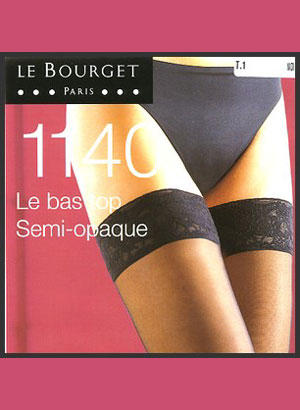 LE BOURGET
PARIS
T.1
1140
Le bas top
Semi-opaque